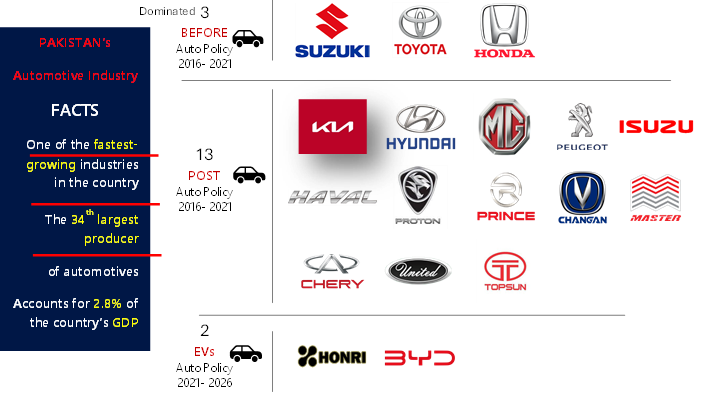 PAKISTAN's
Automotive Industry
FACTS
One of the fastest-
growing industries
in the country
The 34th largest
producer
of automotives
Accounts for 2.8% of
the country's GDP
Dominated 3
BEFORE
Auto Policy
2016- 2021
SUZUKI
TOYOTA
HONDA
13
POST
Auto Policy
2016- 2021
KIA
HYUNDAI
MG
PEUGEOT
ISUZU
HAVAL
PROTON
PRINCE
CHANGAN
MASTER
CHERY
United
TOPSUN
2
EVs
Auto Policy
2021- 2026
HONRI
BYD